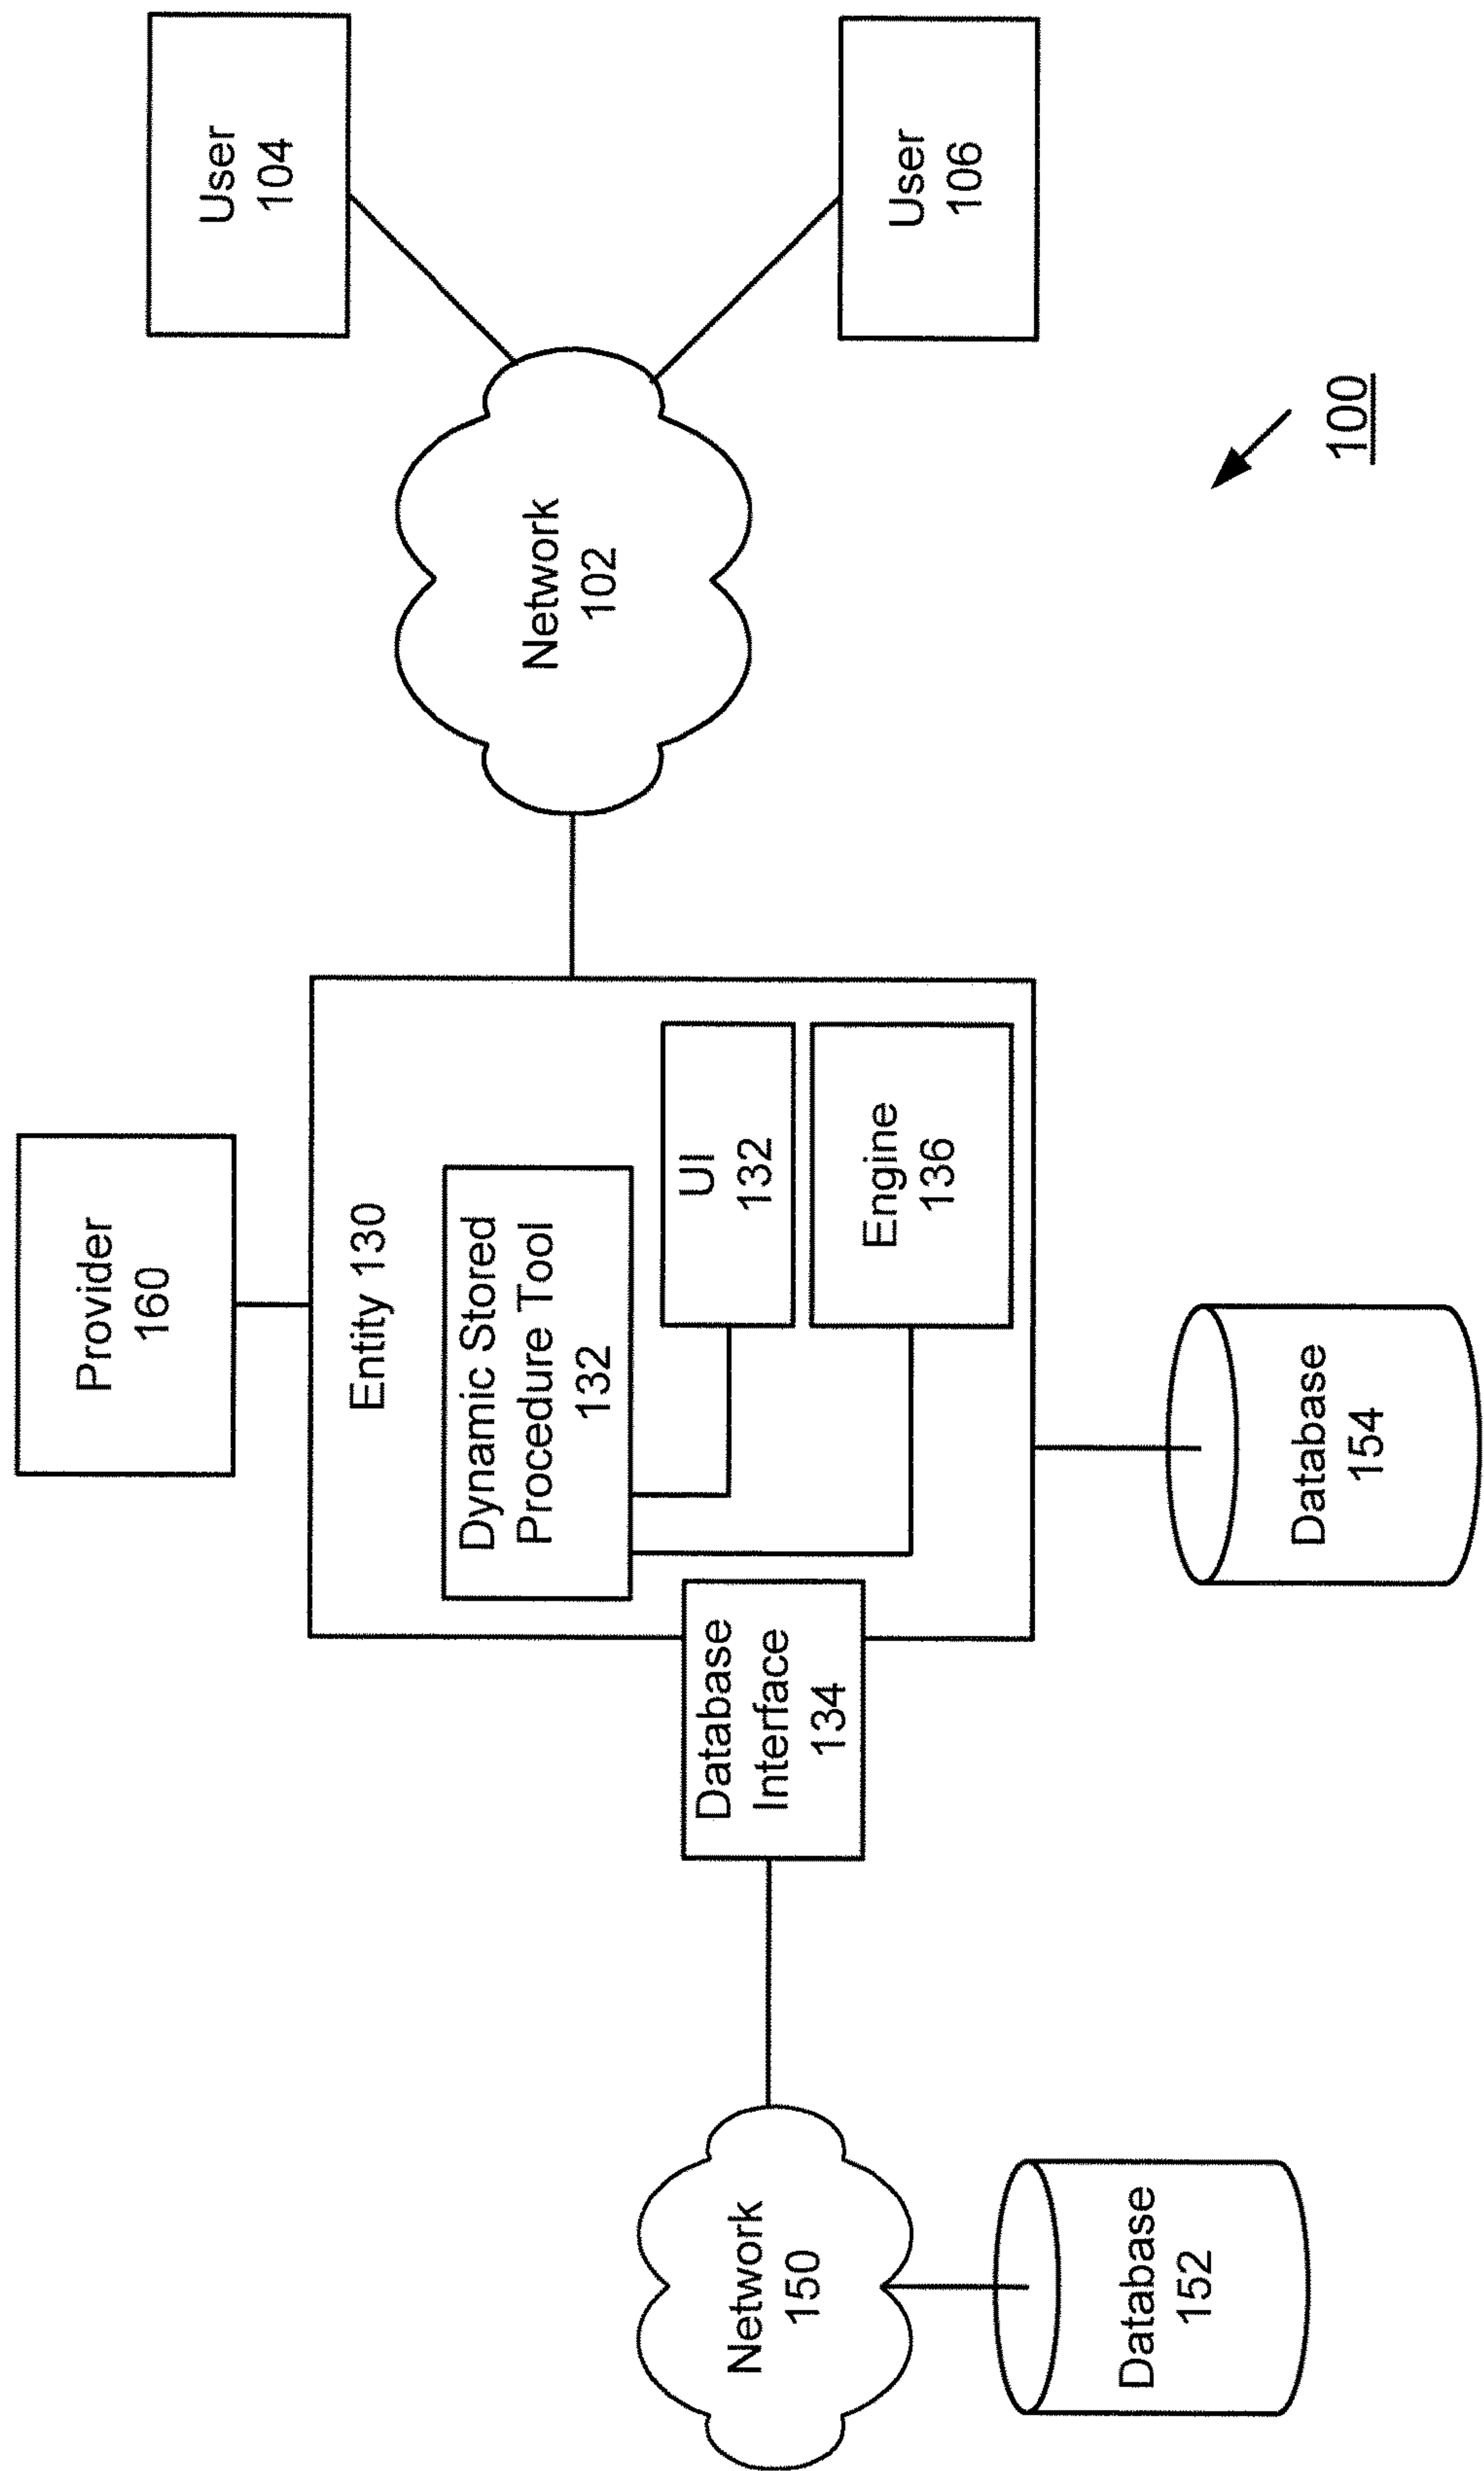 Provider
160
User
104
Entity 130
Dynamic Stored
Procedure Tool
132
Network
102
UI
132
Engine
136
Database
Interface
134
Network
150
User
106
Database
152
Database
154
100